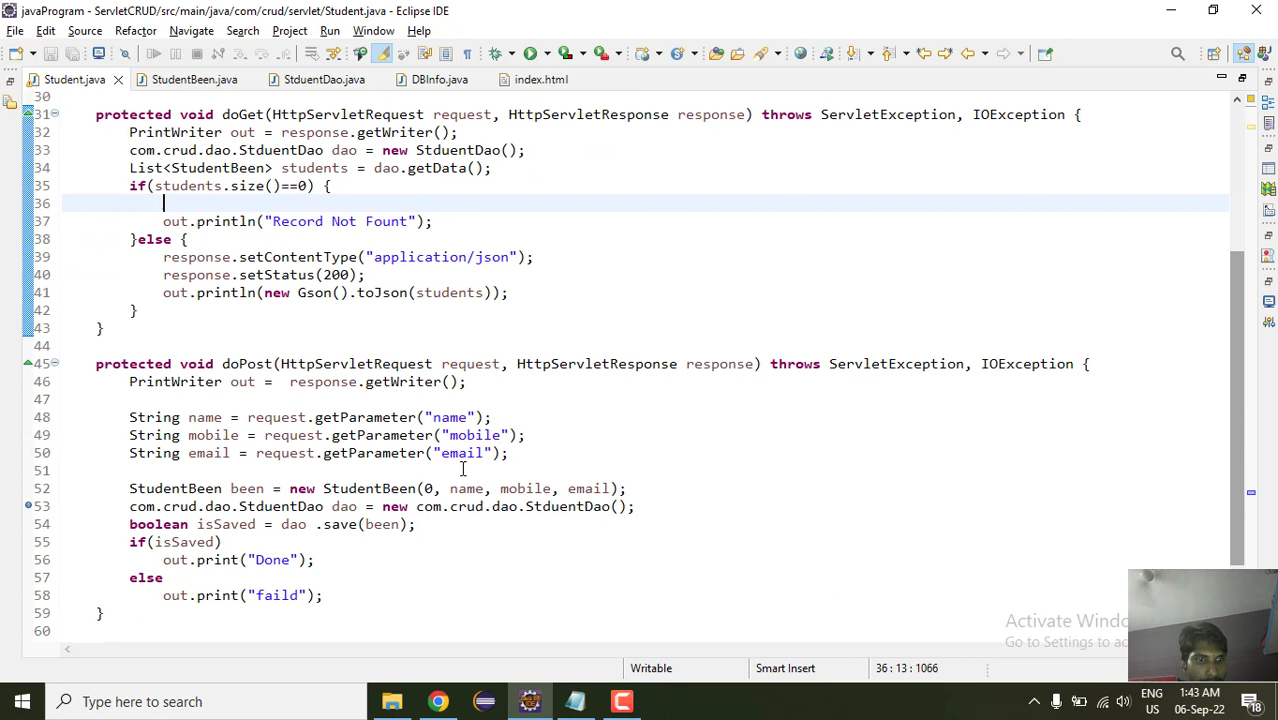 javaProgram - ServletCRUD/src/main/java/com/crud/servlet/Student.java - Eclipse IDE
File Edit Source Refactor Navigate Search Project Run Window Help
Student.java StudentBeen.java StduentDao.java DBInfo.java index.html
30
31 protected void doGet(HttpServletRequest request, HttpServletResponse response) throws ServletException, IOException {
32 PrintWriter out = response.getWriter();
33 com.crud.dao.StduentDao dao = new StduentDao();
34 List<StudentBeen> students = dao.getData();
35 if(students.size()==0) {
36
37 out.println("Record Not Fount");
38 }else {
39 response.setContentType("application/json");
40 response.setStatus(200);
41 out.println(new Gson().toJson(students));
42 }
43 }
44
45 protected void doPost(HttpServletRequest request, HttpServletResponse response) throws ServletException, IOException {
46 PrintWriter out =  response.getWriter();
47
48 String name = request.getParameter("name");
49 String mobile = request.getParameter("mobile");
50 String email = request.getParameter("email");
51
52 StudentBeen been = new StudentBeen(0, name, mobile, email);
53 com.crud.dao.StduentDao dao = new com.crud.dao.StduentDao();
54 boolean isSaved = dao .save(been);
55 if(isSaved)
56 out.print("Done");
57 else
58 out.print("faild");
59 }
60
Activate Windo
Go to Settings to ac
Writable Smart Insert 36 : 13 : 1066
Type here to search
ENG
US
1:43 AM
06-Sep-22
18